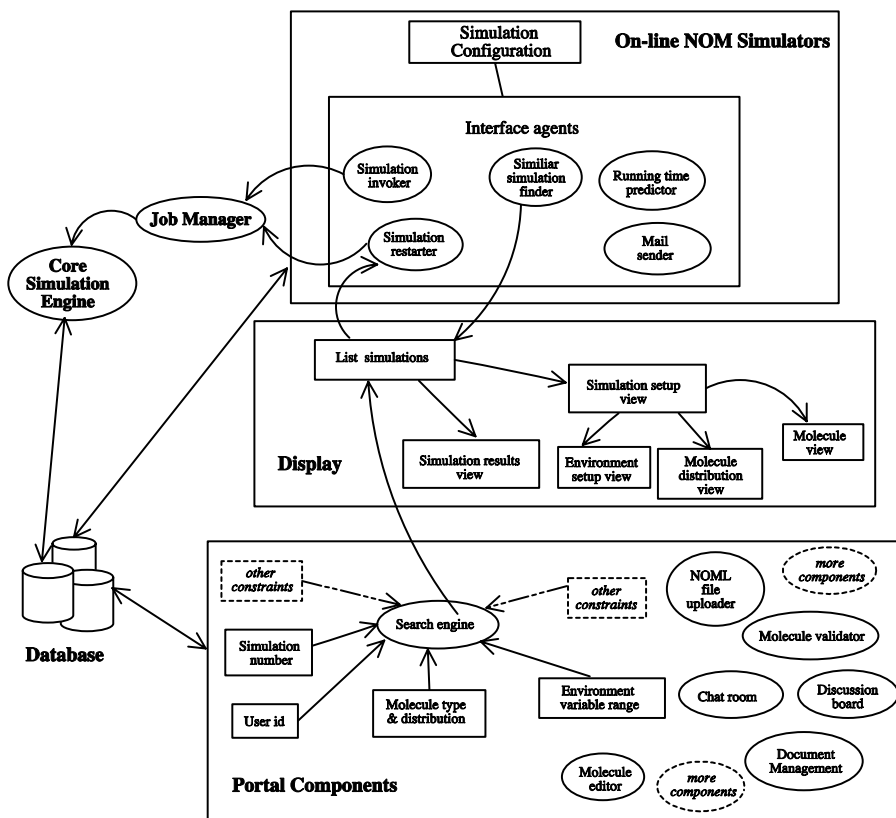 Simulation
Configuration
On-line NOM Simulators
Interface agents
Simulation
invoker
Similiar
simulation
finder
Running time
predictor
Job Manager
Simulation
restarter
Mail
sender
Core
Simulation
Engine
List simulations
Simulation setup
view
Molecule
view
Display
Simulation results
view
Environment
setup view
Molecule
distribution
view
other
constraints
other
constraints
NOML
file
uploader
more
components
Search engine
Molecule validator
Database
Simulation
number
User id
Molecule type
& distribution
Environment
variable range
Chat room
Discussion
board
Portal Components
Molecule
editor
more
components
Document
Management